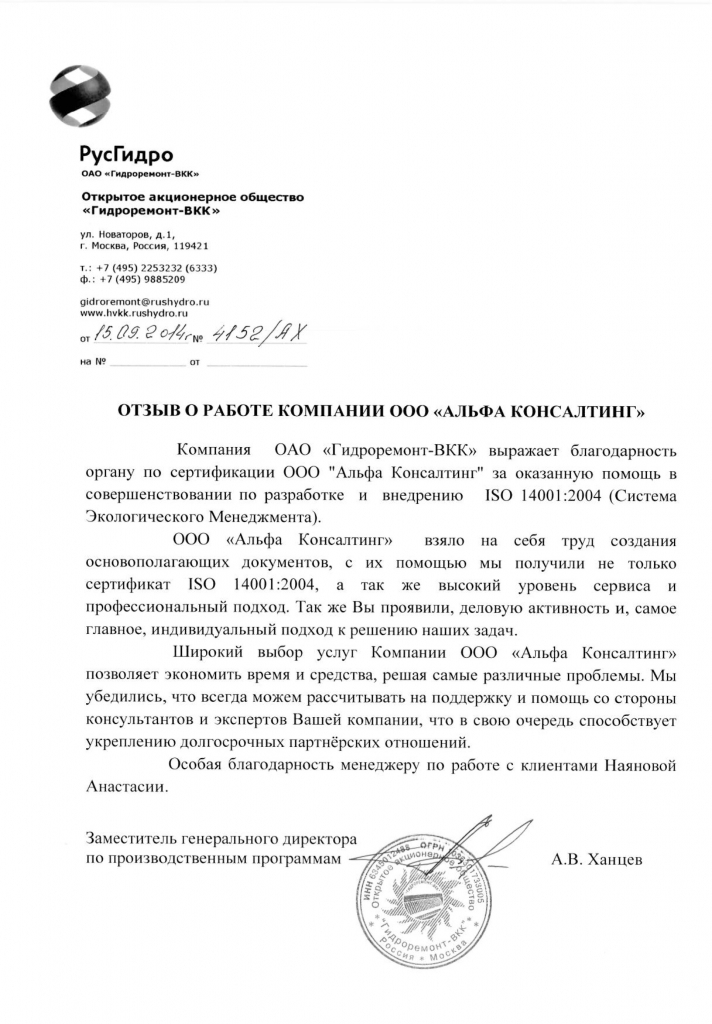 РусГидро
ОАО «Гидроремонт-ВКК»
Открытое акционерное общество
«Гидроремонт-ВКК»
ул. Новаторов, д.1,
г. Москва, Россия, 119421
т.: +7 (495) 2253232 (6333)
ф.: +7 (495) 9885209
gidroremont@rushydro.ru
www.hvkk.rushydro.ru
от 15.09.2014г № 4152/АХ
на № ______________ от ______________
ОТЗЫВ О РАБОТЕ КОМПАНИИ ООО «АЛЬФА КОНСАЛТИНГ»
Компания ОАО «Гидроремонт-ВКК» выражает благодарность
органу по сертификации ООО "Альфа Консалтинг" за оказанную помощь в
совершенствовании по разработке и внедрению ISO 14001:2004 (Система
Экологического Менеджмента).
ООО «Альфа Консалтинг» взяло на себя труд создания
основополагающих документов, с их помощью мы получили не только
сертификат ISO 14001:2004, а так же высокий уровень сервиса и
профессиональный подход. Так же Вы проявили, деловую активность и, самое
главное, индивидуальный подход к решению наших задач.
Широкий выбор услуг Компании ООО «Альфа Консалтинг»
позволяет экономить время и средства, решая самые различные проблемы. Мы
убедились, что всегда можем рассчитывать на поддержку и помощь со стороны
консультантов и экспертов Вашей компании, что в свою очередь способствует
укреплению долгосрочных партнёрских отношений.
Особая благодарность менеджеру по работе с клиентами Наяновой
Анастасии.
Заместитель генерального директора
по производственным программам
А.В. Ханцев
ИНН ОГРН
Открытое акционерное общество
"Гидроремонт-ВКК"
Россия * Москва